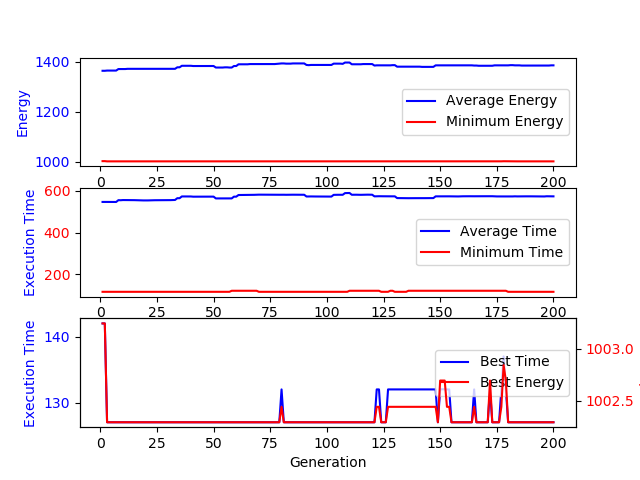 1400
1200
1000
Energy
Average Energy
Minimum Energy
0 25 50 75 100 125 150 175 200
600
400
200
Execution Time
Average Time
Minimum Time
0 25 50 75 100 125 150 175 200
140
130
Execution Time
Best Time
Best Energy
1003.0
1002.5
0 25 50 75 100 125 150 175 200
Generation